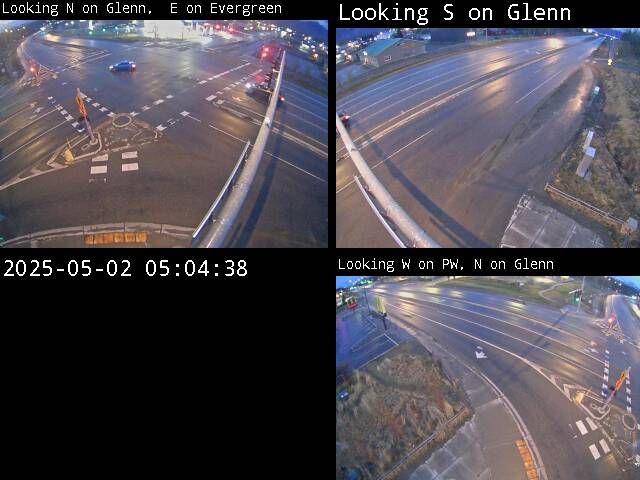 Looking N on Glenn,  E on Evergreen
Looking S on Glenn
2025-05-02 05:04:38
Looking W on PW, N on Glenn